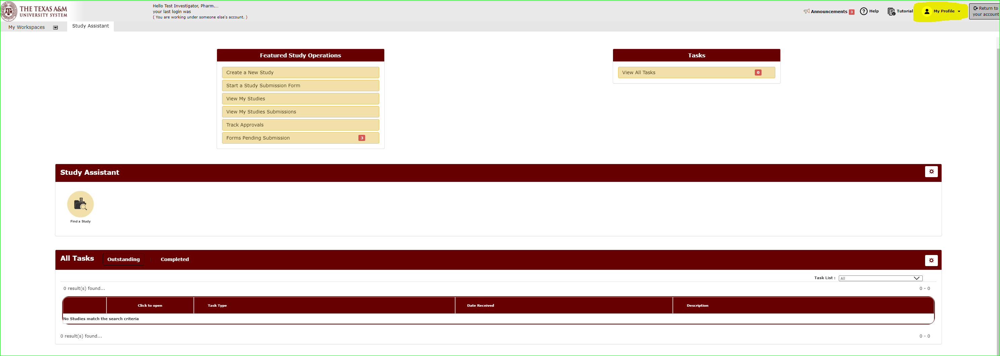 THE TEXAS A&M
UNIVERSITY SYSTEM
Hello Test Investigator, Pharm....
your last login was
( You are working under someone else's account. )
Announcements 3
Help
Tutorial
My Profile
Return to
your account
My Workspaces
Study Assistant
Featured Study Operations
Create a New Study
Start a Study Submission Form
View My Studies
View My Studies Submissions
Track Approvals
Forms Pending Submission 3
Tasks
View All Tasks 0
Study Assistant
Find a Study
All Tasks Outstanding | Completed
Task List : All
0 result(s) found... 0 - 0
Click to open Task Type Date Received Description
No Studies match the search criteria
0 result(s) found... 0 - 0